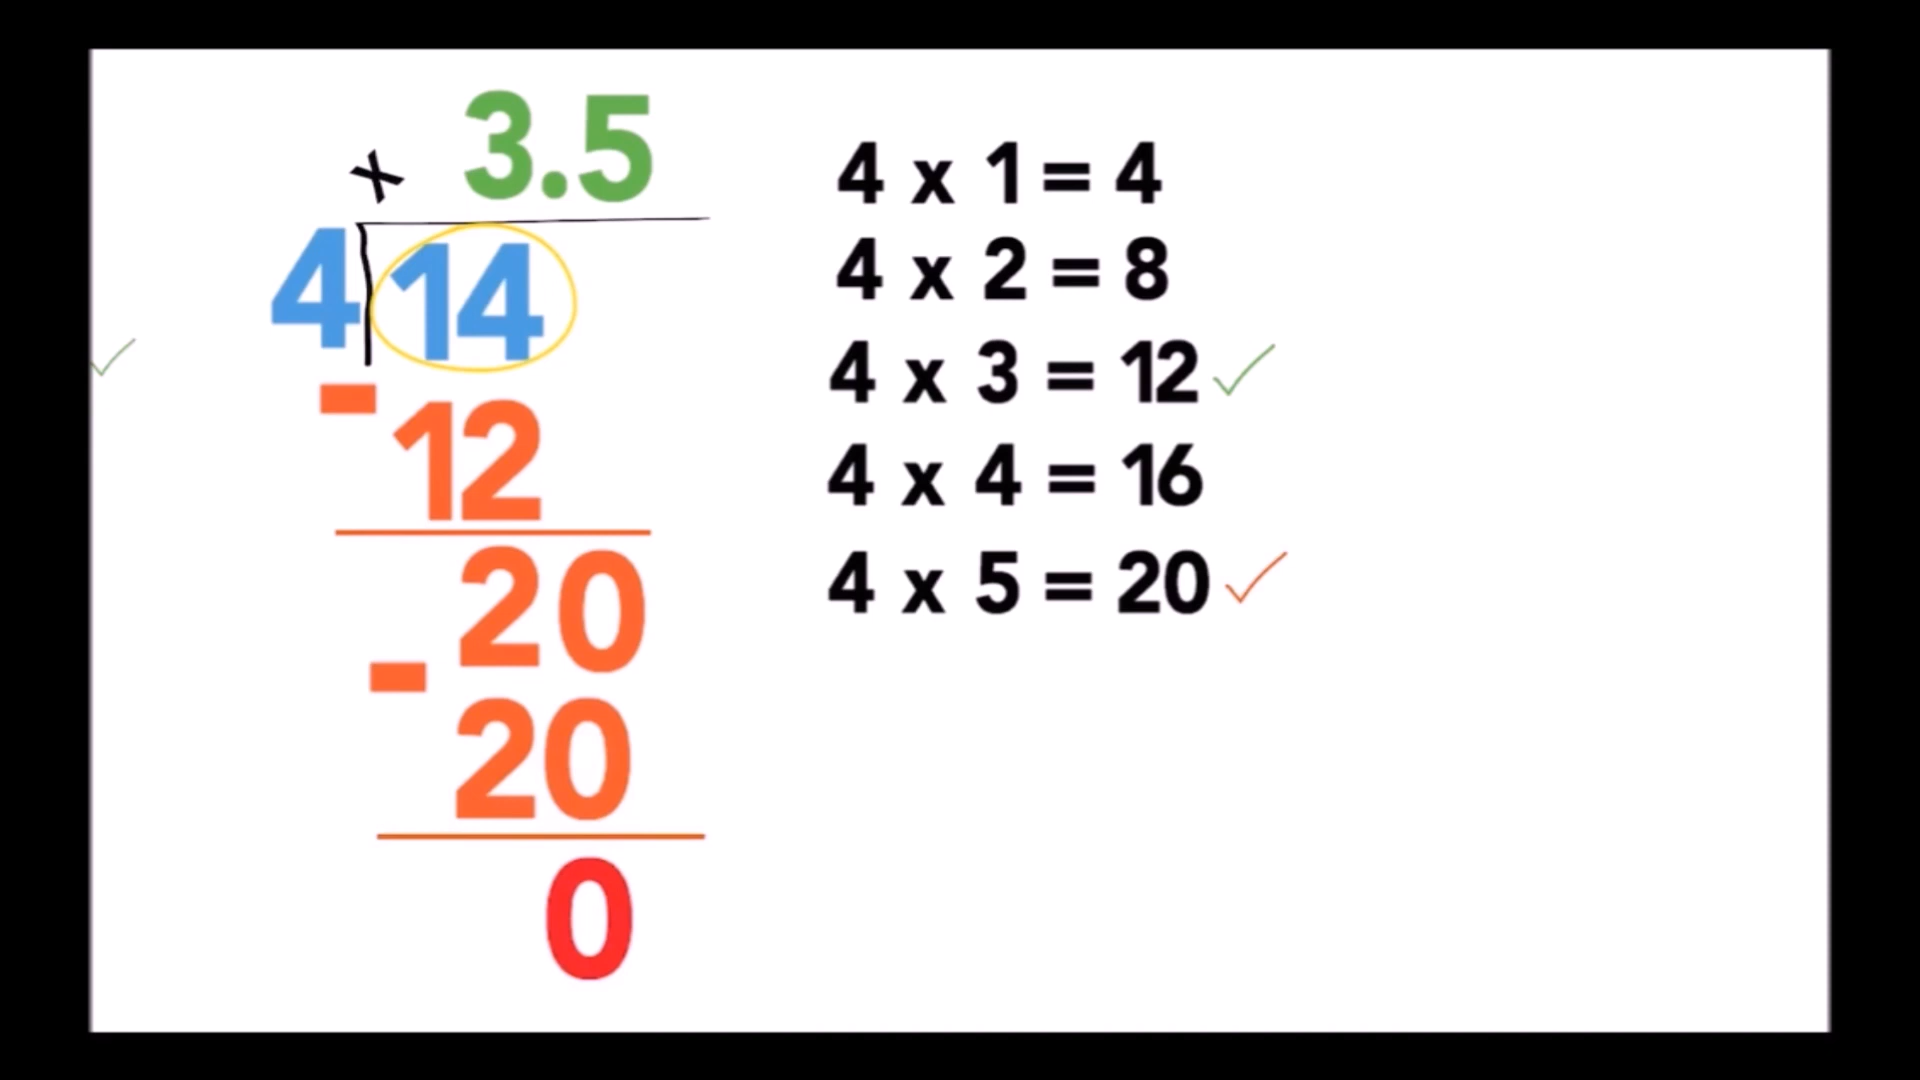 x 3.5
4 14
- 12
20
- 20
0
4 x 1 = 4
4 x 2 = 8
4 x 3 = 12 ✓
4 x 4 = 16
4 x 5 = 20 ✓